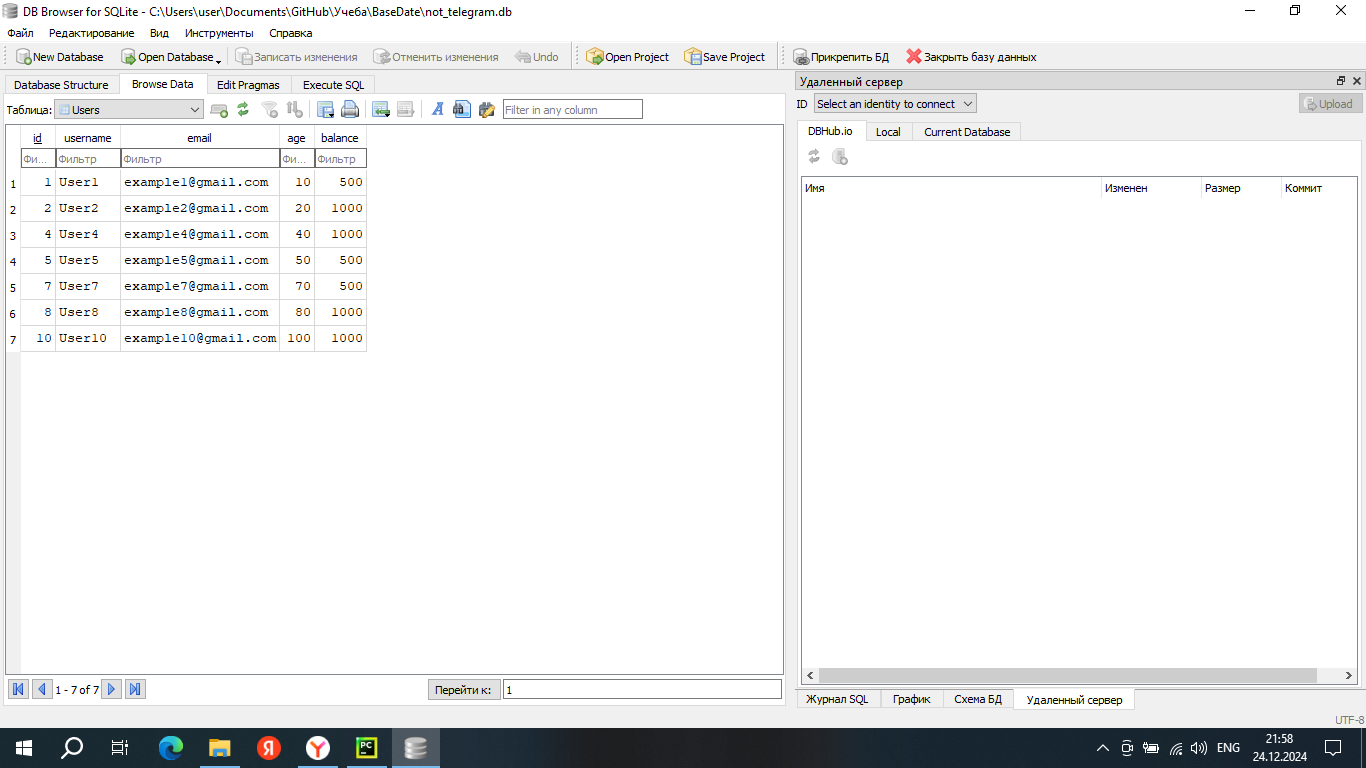 DB Browser for SQLite - C:\Users\user\Documents\GitHub\Учеба\BaseDate\not_telegram.db
Файл Редактирование Вид Инструменты Справка
New Database Open Database Записать изменения Отменить изменения Undo Open Project Save Project Прикрепить БД Закрыть базу данных
Database Structure Browse Data Edit Pragmas Execute SQL
Таблица: Users Filter in any column
id username email age balance
Фи... Фильтр Фильтр Фи... Фильтр
1 1 User1 example1@gmail.com 10 500
2 2 User2 example2@gmail.com 20 1000
3 4 User4 example4@gmail.com 40 1000
4 5 User5 example5@gmail.com 50 500
5 7 User7 example7@gmail.com 70 500
6 8 User8 example8@gmail.com 80 1000
7 10 User10 example10@gmail.com 100 1000
1 - 7 of 7 Перейти к: 1
Удаленный сервер
ID Select an identity to connect Upload
DBHub.io Local Current Database
Имя Изменен Размер Коммит
Журнал SQL График Схема БД Удаленный сервер
UTF-8
Я Y PC ENG 21:58
24.12.2024